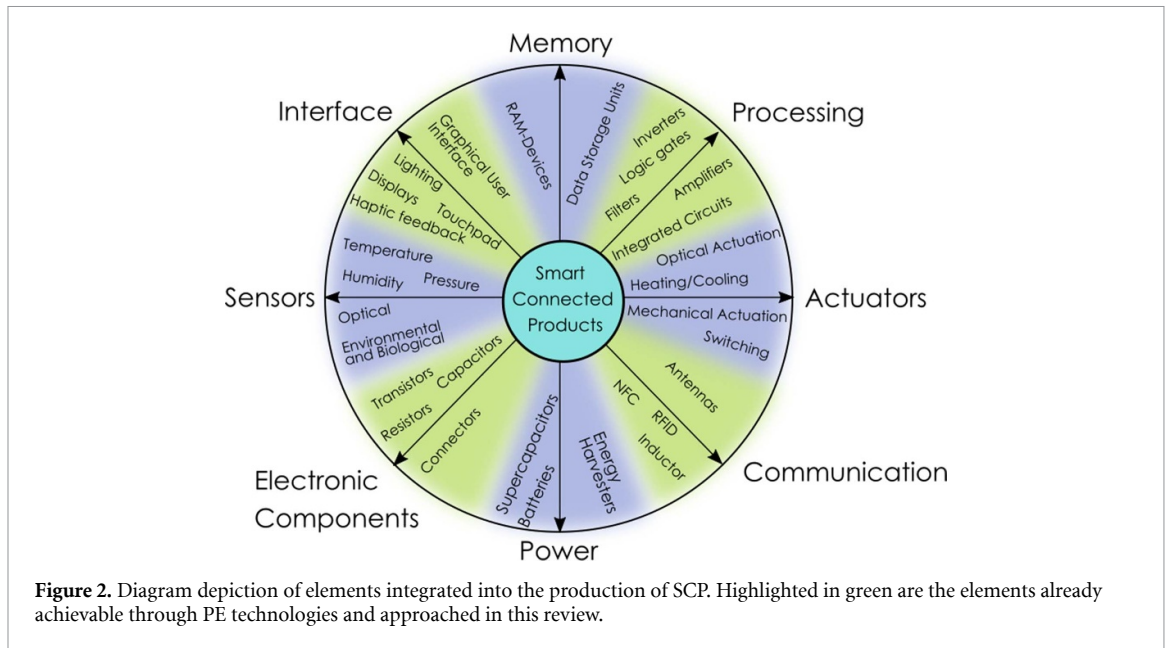 Memory
Interface
Processing
Graphical User
Interface
RAM-Devices
Data Storage Units
Inverters
Logic gates
Filters
Amplifiers
Integrated Circuits
Lighting
Displays
Touchpad
Haptic feedback
Temperature
Humidity
Pressure
Optical
Environmental
and Biological
Sensors
Smart
Connected
Products
Optical Actuation
Heating/Cooling
Mechanical Actuation
Switching
Actuators
Transistors
Capacitors
Resistors
Connectors
Electronic
Components
Supercapacitors
Batteries
Energy
Harvesters
Power
Antennas
NFC
RFID
Inductor
Communication
Figure 2. Diagram depiction of elements integrated into the production of SCP. Highlighted in green are the elements already
achievable through PE technologies and approached in this review.